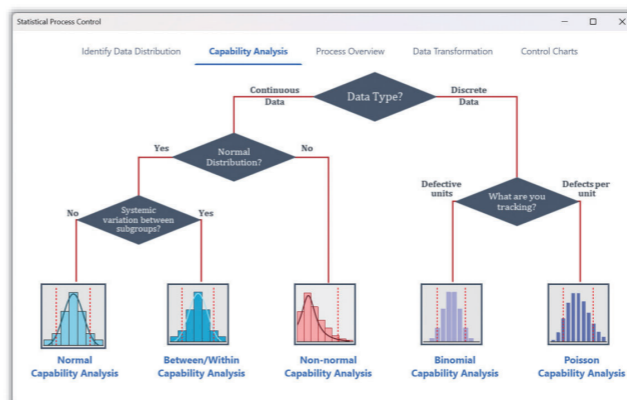 Statistical Process Control
Identify Data Distribution
Capability Analysis
Process Overview
Data Transformation
Control Charts
Continuous
Data
Data Type?
Discrete
Data
Yes
Normal
Distribution?
No
No
Systemic
variation between
subgroups?
Yes
Defective
units
What are you
tracking?
Defects per
unit
Normal
Capability Analysis
Between/Within
Capability Analysis
Non-normal
Capability Analysis
Binomial
Capability Analysis
Poisson
Capability Analysis